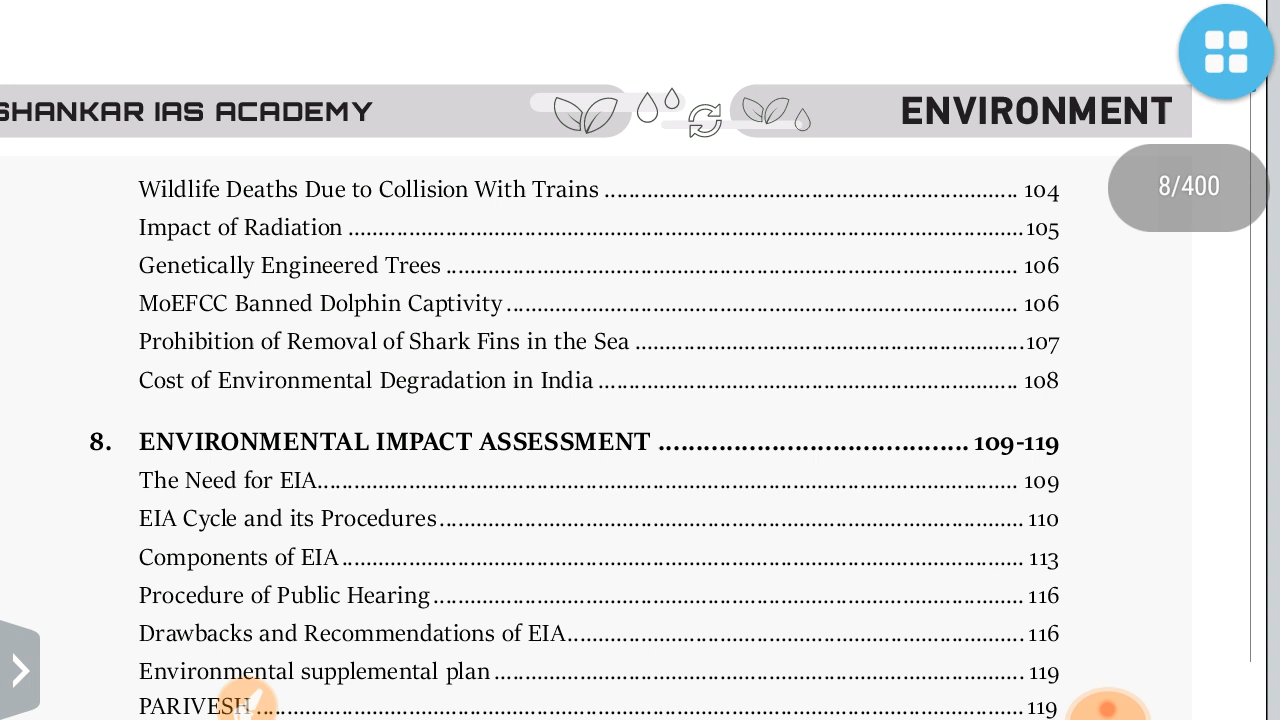 SHANKAR IAS ACADEMY
ENVIRONMENT
8/400
Wildlife Deaths Due to Collision With Trains ........ 104
Impact of Radiation ........ 105
Genetically Engineered Trees ........ 106
MoEFCC Banned Dolphin Captivity ........ 106
Prohibition of Removal of Shark Fins in the Sea ........ 107
Cost of Environmental Degradation in India ........ 108
8. ENVIRONMENTAL IMPACT ASSESSMENT ........ 109-119
The Need for EIA ........ 109
EIA Cycle and its Procedures ........ 110
Components of EIA ........ 113
Procedure of Public Hearing ........ 116
Drawbacks and Recommendations of EIA ........ 116
Environmental supplemental plan ........ 119
PARIVESH ........ 119